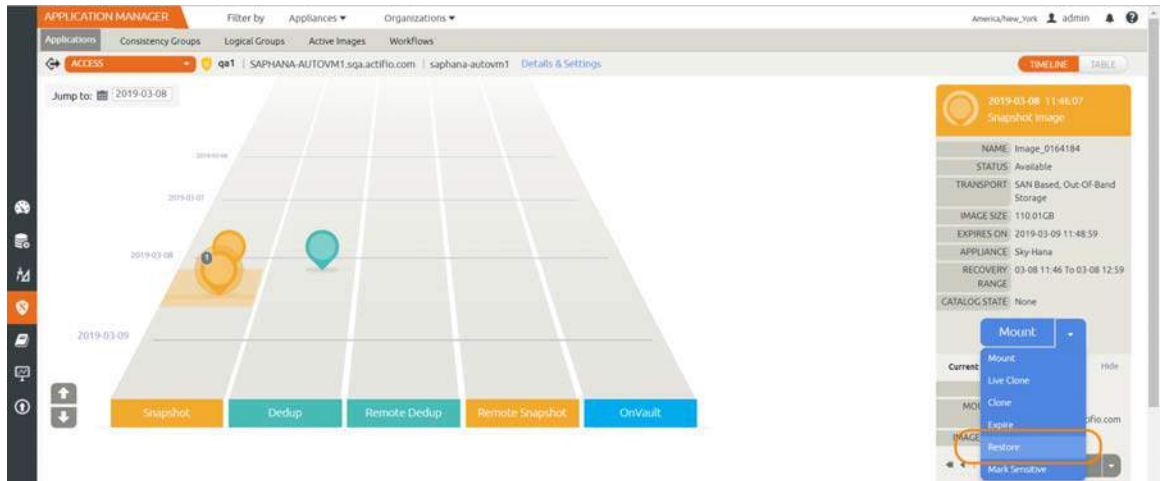 APPLICATION MANAGER Filter by Appliances Organizations America/New_York admin
Applications Consistency Groups Logical Groups Active Images Workflows
ACCESS qa1 | SAPHANA-AUTOVM1.sqa.actifio.com | saphana-autovm1 Details & Settings TIMELINE TABLE
Jump to: 2019-03-08
2019-03-07
2019-03-08
1
2019-03-09
Snapshot Dedup Remote Dedup Remote Snapshot OnVault
2019-03-08 11:46:07
Snapshot Image
NAME Image_0164184
STATUS Available
TRANSPORT SAN Based, Out-Of-Band
Storage
IMAGE SIZE 110.01GB
EXPIRES ON 2019-03-09 11:48:59
APPLIANCE Sky-Hana
RECOVERY RANGE 03-08 11:46 To 03-08 12:59
CATALOG STATE None
Mount
Current Hide
Mount
Live Clone
Clone
Expire
Restore
Mark Sensitive
MOU
IMAGE